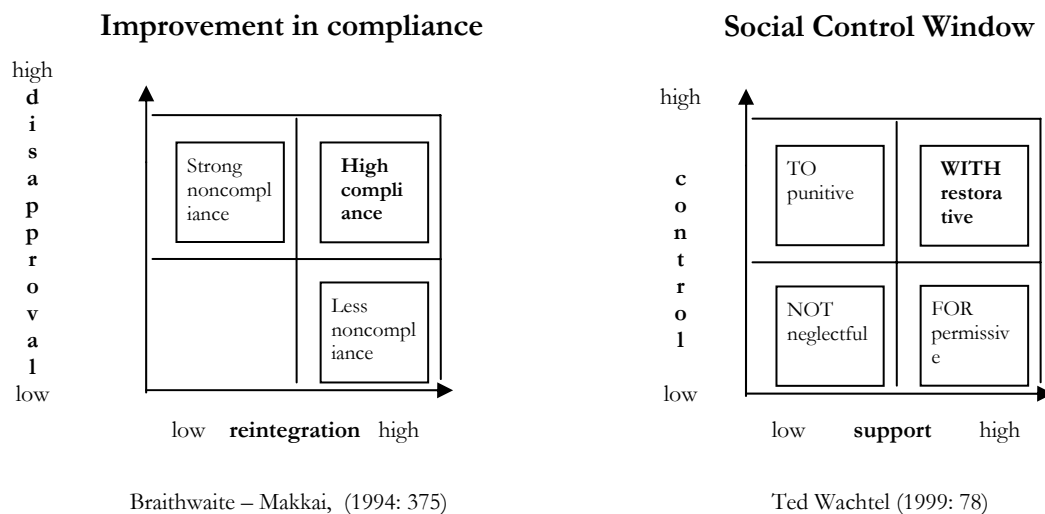 Improvement in compliance
high
disapproval
low
Strong
noncompl
iance
High
compli
ance
Less
noncompl
iance
low reintegration high
Braithwaite – Makkai, (1994: 375)
Social Control Window
high
control
low
TO
punitive
WITH
restora
tive
NOT
neglectful
FOR
permissiv
e
low support high
Ted Wachtel (1999: 78)